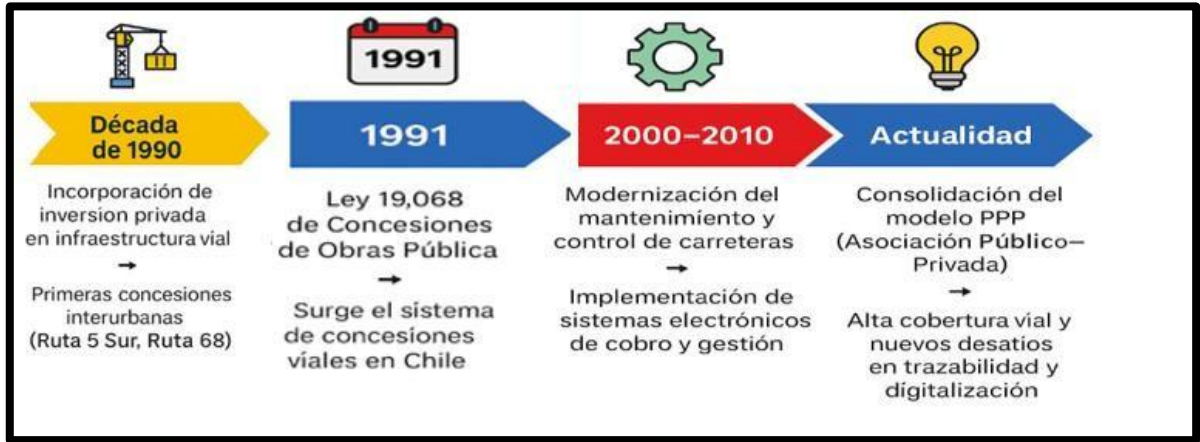 1991
Década
de 1990
1991
2000–2010
Actualidad
Incorporación de
inversion privada
en infraestructura vial
→
Primeras concesiones
interurbanas
(Ruta 5 Sur, Ruta 68)
Ley 19,068
de Concesiones
de Obras Pública
→
Surge el sistema
de concesiones
víales en Chile
Modernización del
mantenimiento y
control de carreteras
→
Implementación de
sistemas electrónicos
de cobro y gestión
Consolidación del
modelo PPP
(Asociación Público–
Privada)
→
Alta cobertura vial y
nuevos desatíos
en trazabilidad y
dígitalización